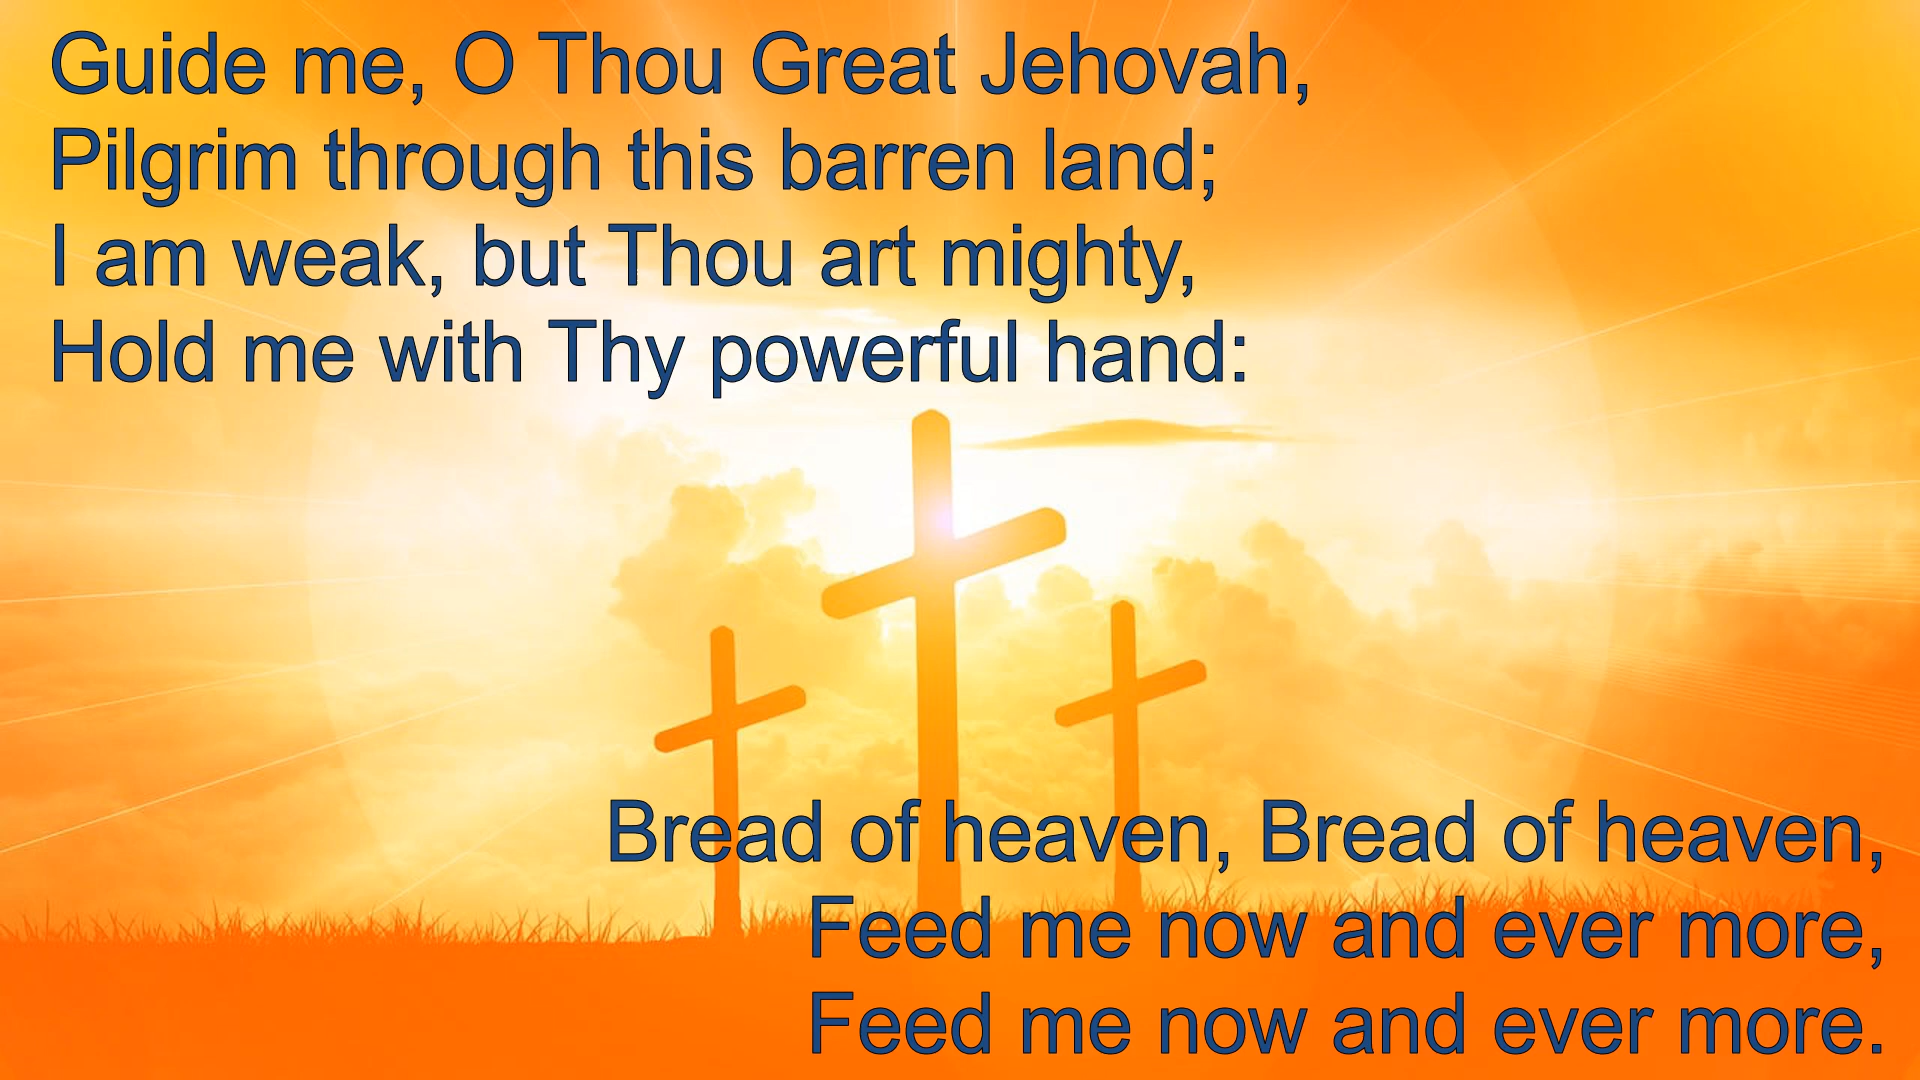 Guide me, O Thou Great Jehovah,
Pilgrim through this barren land;
I am weak, but Thou art mighty,
Hold me with Thy powerful hand:
Bread of heaven, Bread of heaven,
Feed me now and ever more,
Feed me now and ever more.